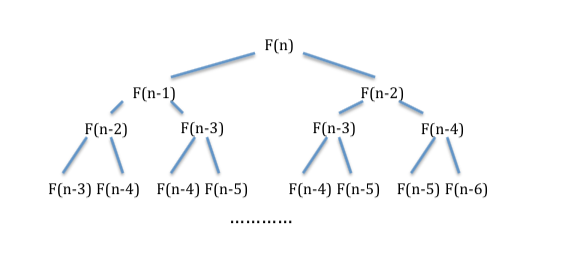 F(n)
F(n-1) F(n-2)
F(n-2) F(n-3) F(n-3) F(n-4)
F(n-3) F(n-4) F(n-4) F(n-5) F(n-4) F(n-5) F(n-5) F(n-6)
............